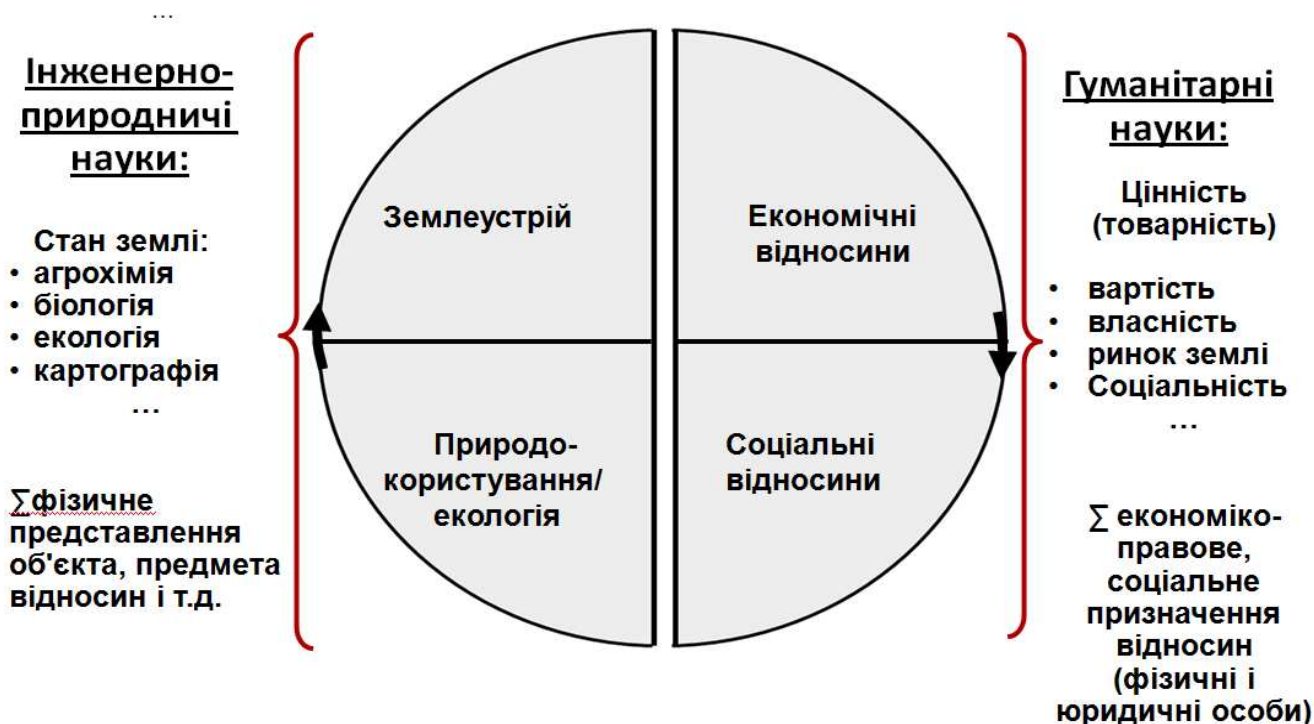 ...
Інженерно-
природничі
науки:
Стан землі:
• агрохімія
• біологія
• екологія
• картографія
...
∑фізичне
представлення
об'єкта, предмета
відносин і т.д.
Землеустрій
Економічні
відносини
Природо-
користування/
екологія
Соціальні
відносини
Гуманітарні
науки:
Цінність
(товарність)
• вартість
• власність
• ринок землі
• Соціальність
...
∑ економіко-
правове,
соціальне
призначення
відносин
(фізичні і
юридичні особи)